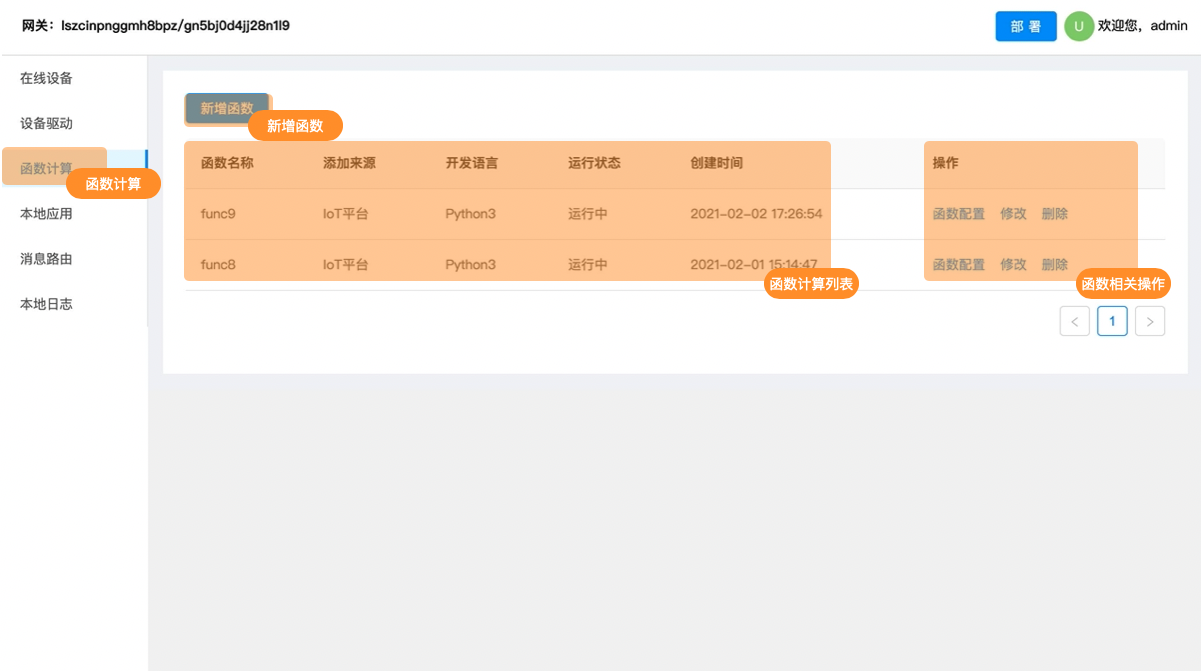 网关：lszcinpnggmh8bpz/gn5bj0d4jj28n1l9
部 署 U 欢迎您，admin
在线设备
设备驱动
函数计算
函数计算
本地应用
消息路由
本地日志
新增函数
新增函数
函数名称 添加来源 开发语言 运行状态 创建时间 操作
func9 IoT平台 Python3 运行中 2021-02-02 17:26:54 函数配置 修改 删除
func8 IoT平台 Python3 运行中 2021-02-01 15:14:47 函数配置 修改 删除
函数计算列表 函数相关操作
< 1 >